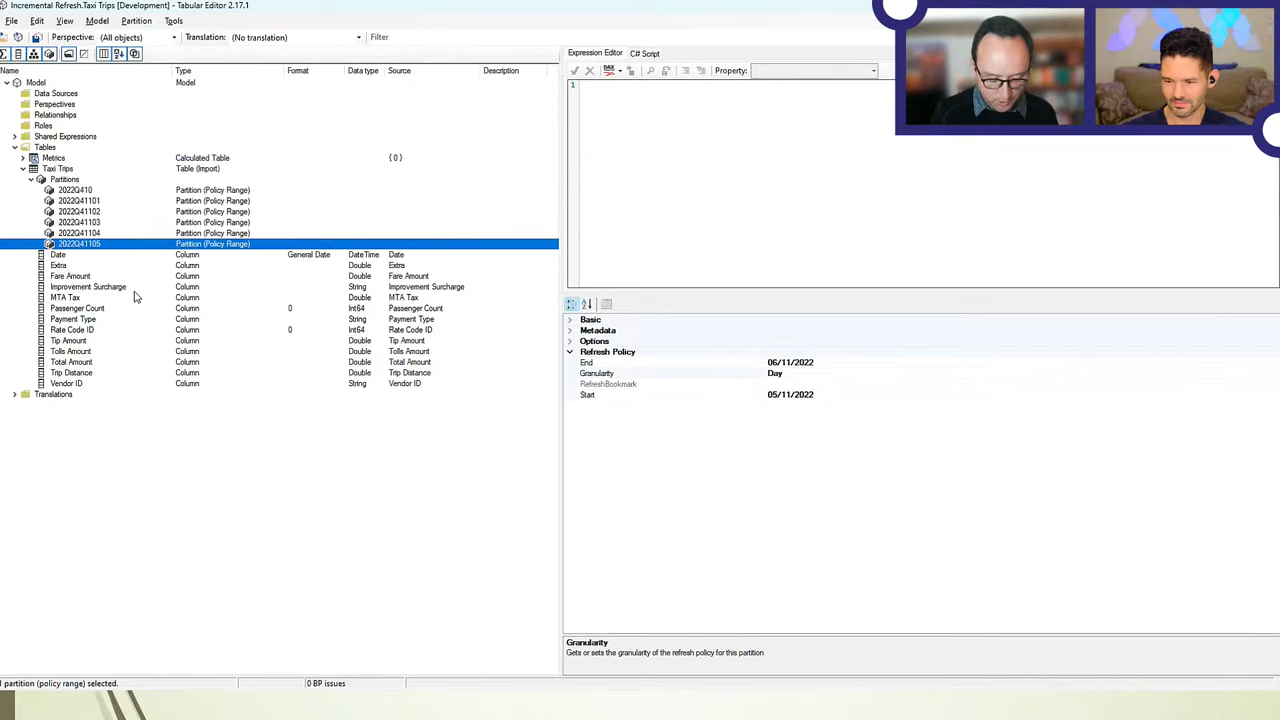 Incremental Refresh.Taxi Trips [Development] - Tabular Editor 2.17.1
File Edit View Model Partition Tools
Perspective: (All objects) Translation: (No translation) Filter
Name Type Format Data type Source Description
Model Model
Data Sources
Perspectives
Relationships
Roles
Shared Expressions
Tables
Metrics Calculated Table { 0 }
Taxi Trips Table (Import)
Partitions
2022Q410 Partition (Policy Range)
2022Q41101 Partition (Policy Range)
2022Q41102 Partition (Policy Range)
2022Q41103 Partition (Policy Range)
2022Q41104 Partition (Policy Range)
2022Q41105 Partition (Policy Range)
Date Column General Date DateTime Date
Extra Column Double Extra
Fare Amount Column Double Fare Amount
Improvement Surcharge Column String Improvement Surcharge
MTA Tax Column Double MTA Tax
Passenger Count Column 0 Int64 Passenger Count
Payment Type Column String Payment Type
Rate Code ID Column 0 Int64 Rate Code ID
Tip Amount Column Double Tip Amount
Tolls Amount Column Double Tolls Amount
Total Amount Column Double Total Amount
Trip Distance Column Double Trip Distance
Vendor ID Column String Vendor ID
Translations
1 partition (policy range) selected. 0 BP issues
Expression Editor C# Script
DAX Property:
1
Basic
Metadata
Options
Refresh Policy
End 06/11/2022
Granularity Day
RefreshBookmark
Start 05/11/2022
Granularity
Gets or sets the granularity of the refresh policy for this partition